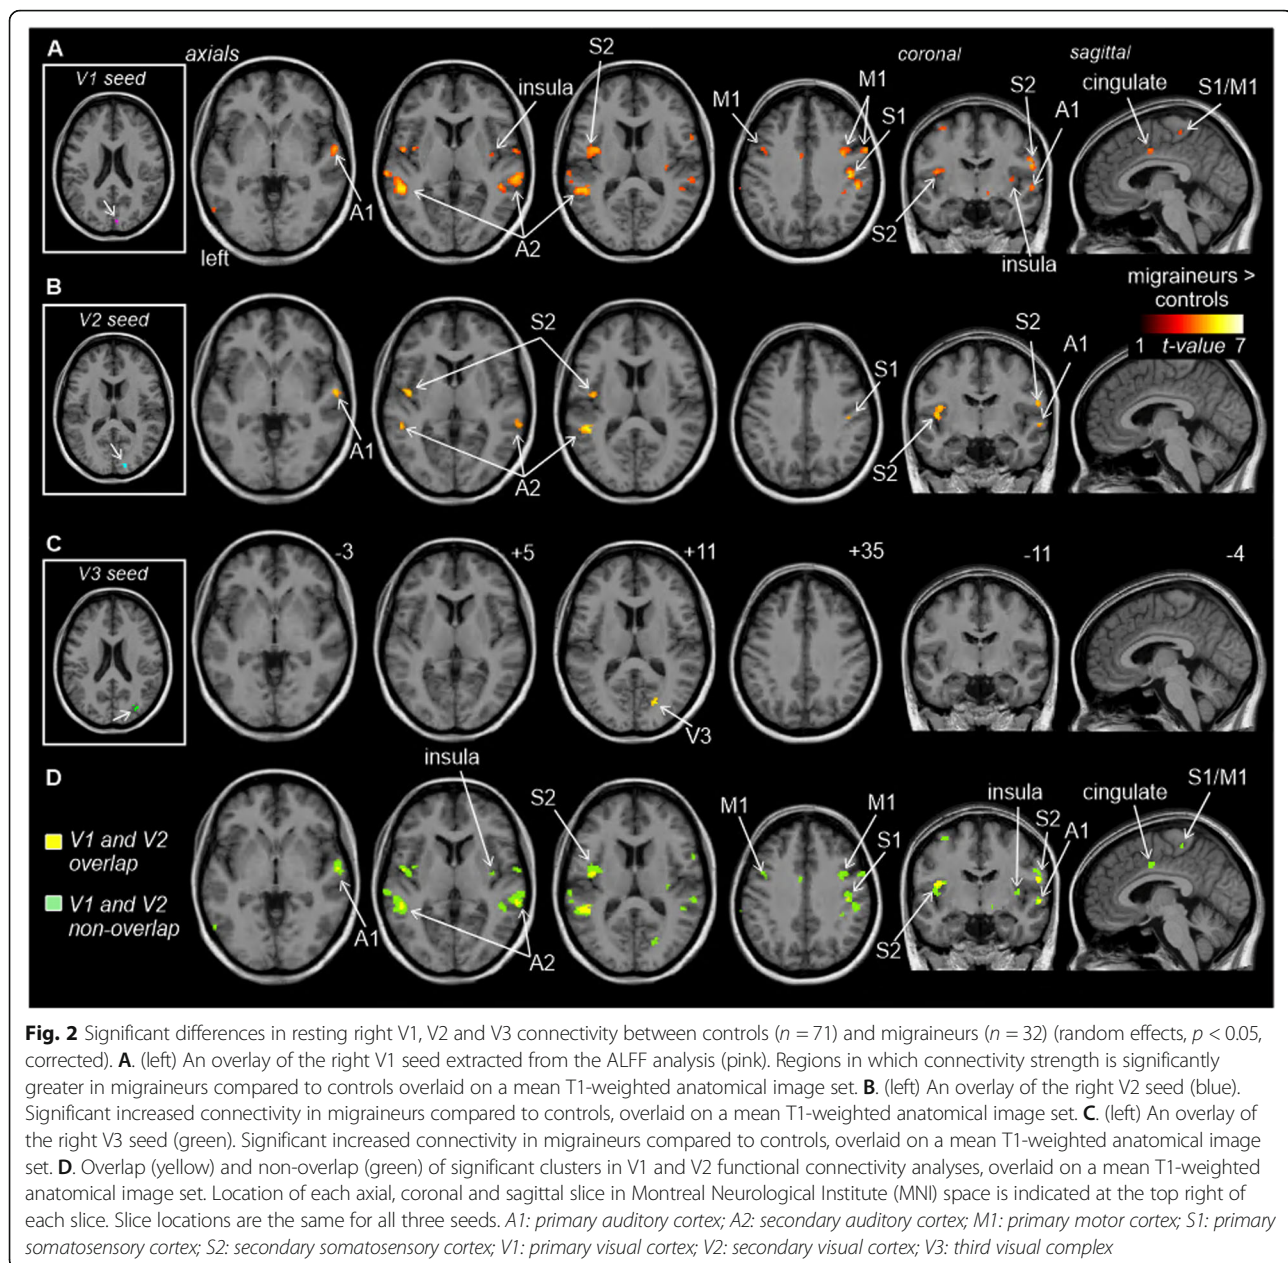 A
V1 seed
axials
left
A1
insula
A2
S2
M1
M1
S1
coronal
S2
A1
S2
insula
sagittal
cingulate
S1/M1
migraineurs >
controls
1 t-value 7
B
V2 seed
A1
S2
A2
S1
S2
A1
S2
C
V3 seed
-3
+5
+11
+35
-11
-4
V3
D
V1 and V2
overlap
V1 and V2
non-overlap
A1
insula
A2
S2
M1
M1
S1
insula
S2
A1
S2
cingulate
S1/M1
Fig. 2 Significant differences in resting right V1, V2 and V3 connectivity between controls (n = 71) and migraineurs (n = 32) (random effects, p < 0.05,
corrected). A. (left) An overlay of the right V1 seed extracted from the ALFF analysis (pink). Regions in which connectivity strength is significantly
greater in migraineurs compared to controls overlaid on a mean T1-weighted anatomical image set. B. (left) An overlay of the right V2 seed (blue).
Significant increased connectivity in migraineurs compared to controls, overlaid on a mean T1-weighted anatomical image set. C. (left) An overlay of
the right V3 seed (green). Significant increased connectivity in migraineurs compared to controls, overlaid on a mean T1-weighted anatomical image
set. D. Overlap (yellow) and non-overlap (green) of significant clusters in V1 and V2 functional connectivity analyses, overlaid on a mean T1-weighted
anatomical image set. Location of each axial, coronal and sagittal slice in Montreal Neurological Institute (MNI) space is indicated at the top right of
each slice. Slice locations are the same for all three seeds. A1: primary auditory cortex; A2: secondary auditory cortex; M1: primary motor cortex; S1: primary
somatosensory cortex; S2: secondary somatosensory cortex; V1: primary visual cortex; V2: secondary visual cortex; V3: third visual complex